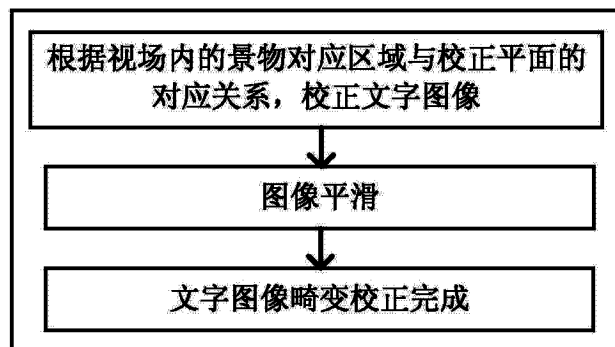 根据视场内的景物对应区域与校正平面的
对应关系，校正文字图像
图像平滑
文字图像畸变校正完成